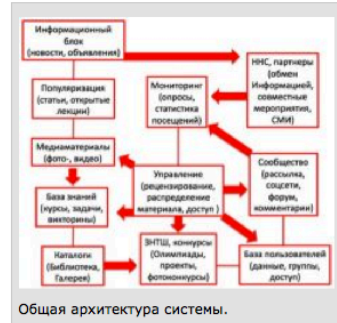 Информационный
блок
(новости, объявления)
ННС, партнеры
(обмен
Информацией,
совместные
мероприятия,
СМИ)
Популяризация
(статьи, открытые
лекции)
Мониторинг
(опросы,
статистика
посещений)
Медиаматериалы
(фото-, видео)
Управление
(рецензирование,
распределение
материала, доступ )
Сообщество
(рассылка,
соцсети,
форум,
комментарии)
База знаний
(курсы, задачи,
викторины)
Каталоги
(Библиотека,
Галерея)
ЗНТШ, конкурсы
(Олимпиады,
проекты,
фотоконкурсы)
База пользователей
(данные, группы,
доступ)
Общая архитектура системы.